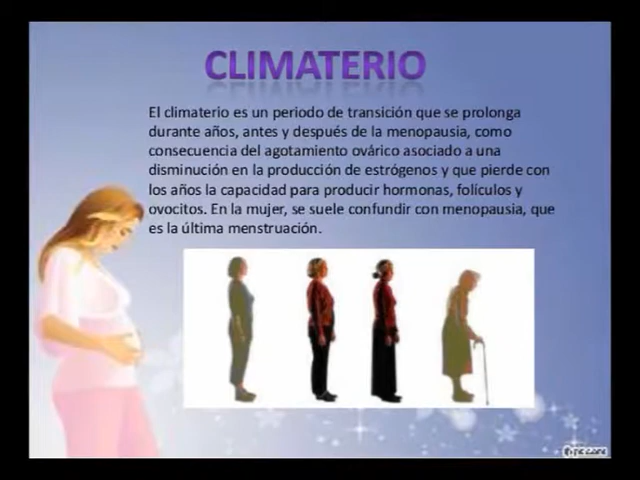 CLIMATERIO
El climaterio es un periodo de transición que se prolonga
durante años, antes y después de la menopausia, como
consecuencia del agotamiento ovárico asociado a una
disminución en la producción de estrógenos y que pierde con
los años la capacidad para producir hormonas, folículos y
ovocitos. En la mujer, se suele confundir con menopausia, que
es la última menstruación.